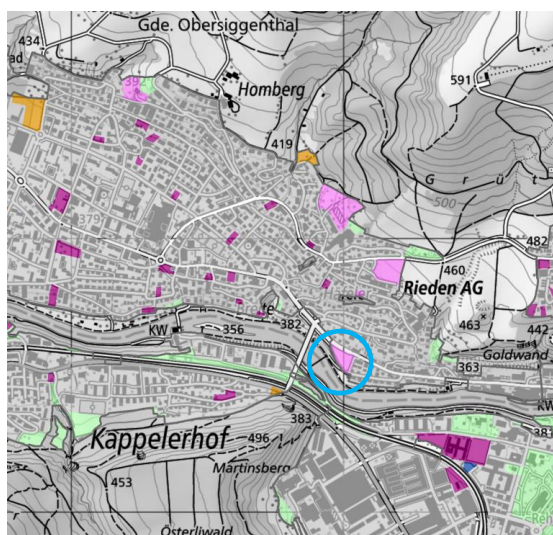 Gde. Obersiggenthal
434
ad
Homberg
591
419
G r ü t
500
379
482
460
Rieden AG
463
442
KW
356
382
Goldwand
363
KW
383
Kappelerhof
496
Martinsberg
453
Österliwald
r